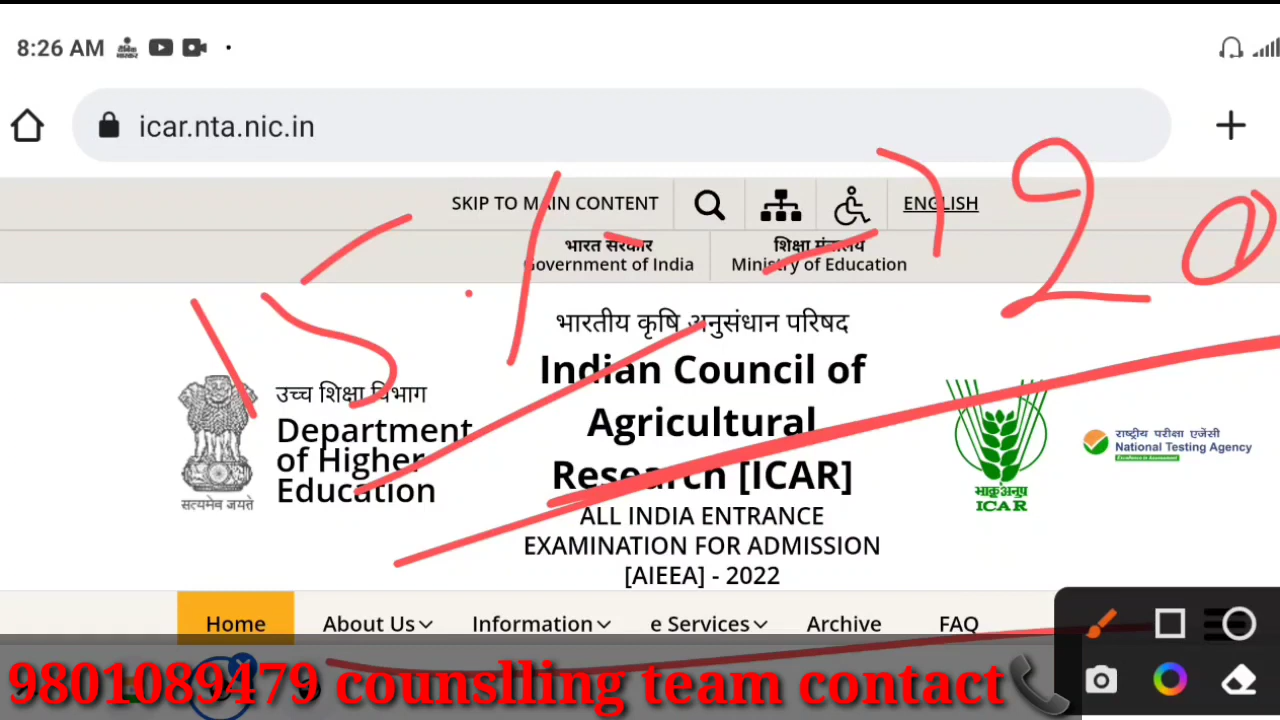 8:26 AM
icar.nta.nic.in
SKIP TO MAIN CONTENT
ENGLISH
भारत सरकार
Government of India
शिक्षा मंत्रालय
Ministry of Education
15.1
20
भारतीय कृषि अनुसंधान परिषद
Indian Council of
Agricultural
Research [ICAR]
ALL INDIA ENTRANCE
EXAMINATION FOR ADMISSION
[AIEEA] - 2022
उच्च शिक्षा विभाग
Department
of Higher
Education
सत्यमेव जयते
भाकृअनुप
ICAR
राष्ट्रीय परीक्षा एजेंसी
National Testing Agency
Home
About Us
Information
e Services
Archive
FAQ
9801089479 counslling team contact